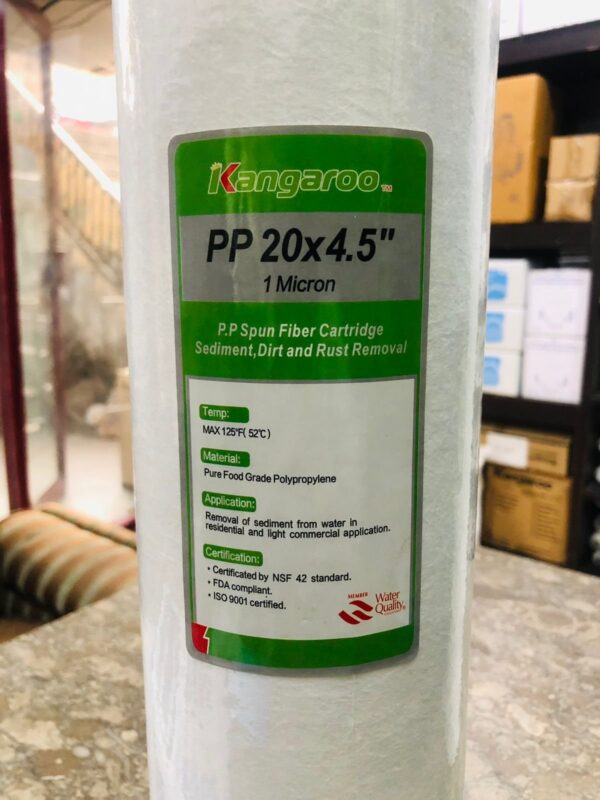 Kangaroo TM
PP 20x4.5"
1 Micron
P.P Spun Fiber Cartridge
Sediment,Dirt and Rust Removal
Temp:
MAX 125°F( 52℃)
Material:
Pure Food Grade Polypropylene
Application:
Removal of sediment from water in
residential and light commercial application.
Certification:
• Certificated by NSF 42 standard.
• FDA compliant.
• ISO 9001 certified.
MEMBER
Water
Quality
Kangaroo